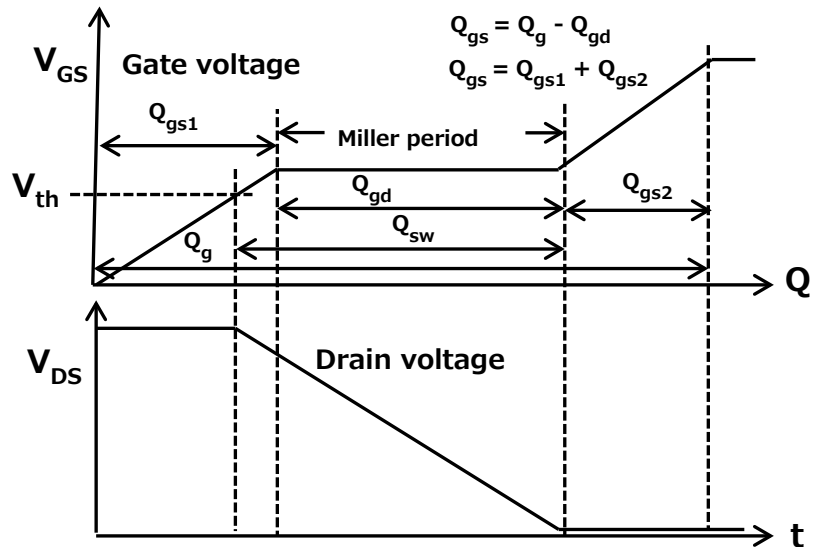 Q_gs = Q_g - Q_gd
V_GS
Gate voltage
Q_gs = Q_gs1 + Q_gs2
Q_gs1
Miller period
V_th
Q_gd
Q_gs2
Q_sw
Q_g
Q
V_DS
Drain voltage
t